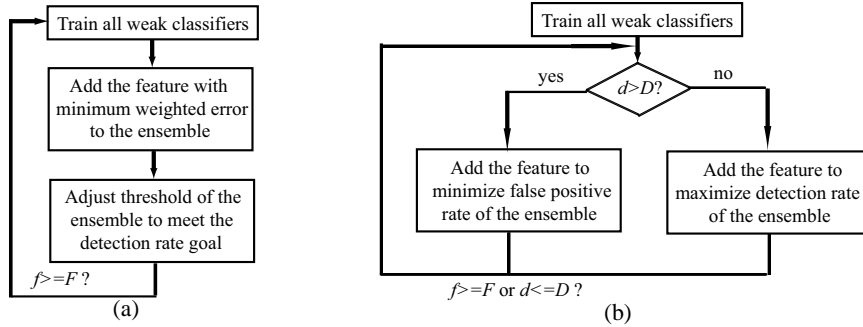 Train all weak classifiers
Add the feature with
minimum weighted error
to the ensemble
Adjust threshold of the
ensemble to meet the
detection rate goal
f>=F ?
(a)
Train all weak classifiers
yes
d>D?
no
Add the feature to
minimize false positive
rate of the ensemble
Add the feature to
maximize detection rate
of the ensemble
f>=F or d<=D ?
(b)